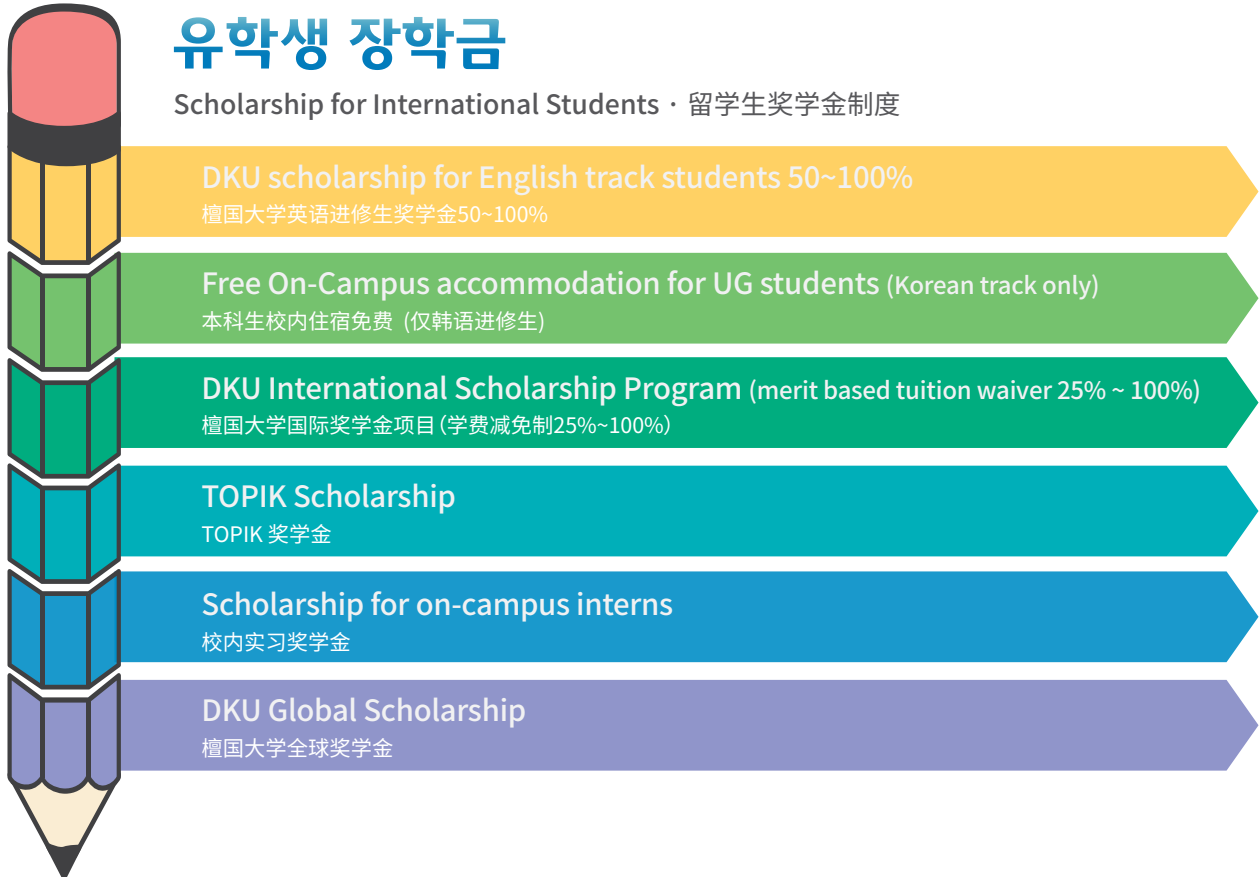 유학생 장학금
Scholarship for International Students · 留学生奖学金制度
DKU scholarship for English track students 50~100%
檀国大学英语进修生奖学金50~100%
Free On-Campus accommodation for UG students (Korean track only)
本科生校内住宿免费 (仅韩语进修生)
DKU International Scholarship Program (merit based tuition waiver 25% ~ 100%)
檀国大学国际奖学金项目(学费减免制25%~100%)
TOPIK Scholarship
TOPIK 奖学金
Scholarship for on-campus interns
校内实习奖学金
DKU Global Scholarship
檀国大学全球奖学金